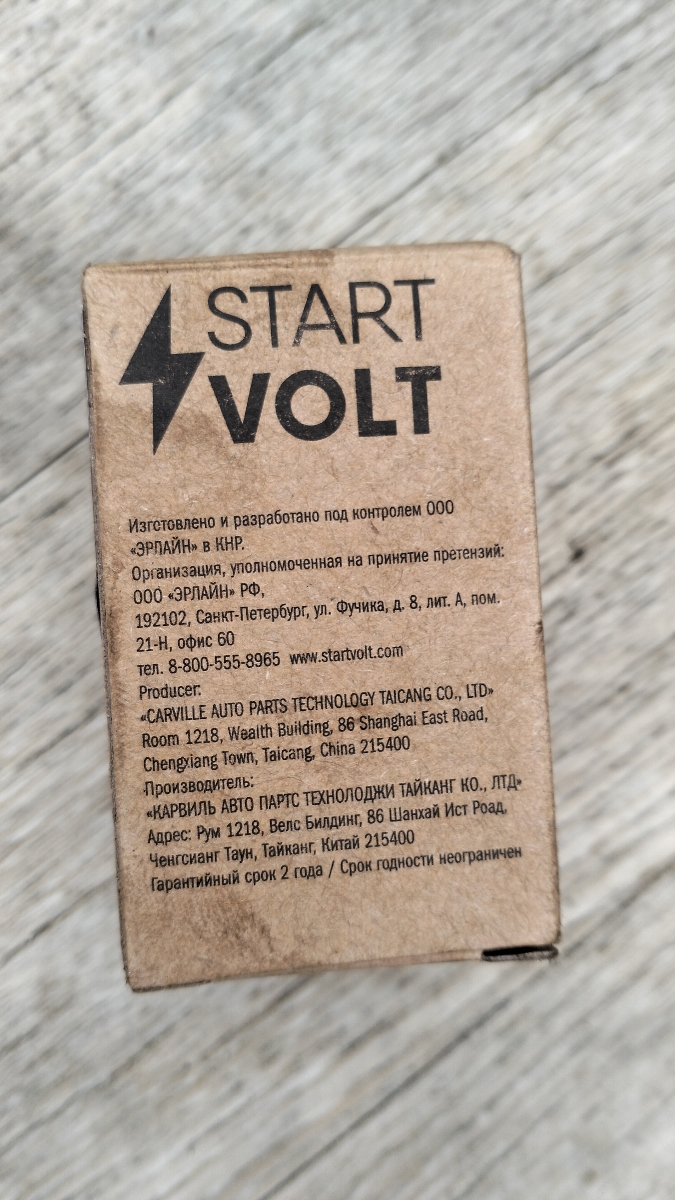 START
VOLT
Изготовлено и разработано под контролем ООО
«ЭРЛАЙН» в КНР.
Организация, уполномоченная на принятие претензий:
ООО «ЭРЛАЙН» РФ,
192102, Санкт-Петербург, ул. Фучика, д. 8, лит. А, пом.
21-Н, офис 60
тел. 8-800-555-8965 www.startvolt.com
Producer:
«CARVILLE AUTO PARTS TECHNOLOGY TAICANG CO., LTD»
Room 1218, Wealth Building, 86 Shanghai East Road,
Chengxiang Town, Taicang, China 215400
Производитель:
«КАРВИЛЬ АВТО ПАРТС ТЕХНОЛОДЖИ ТАЙКАНГ КО., ЛТД»
Адрес: Рум 1218, Велс Билдинг, 86 Шанхай Ист Роад,
Ченгсианг Таун, Тайканг, Китай 215400
Гарантийный срок 2 года / Срок годности неограничен